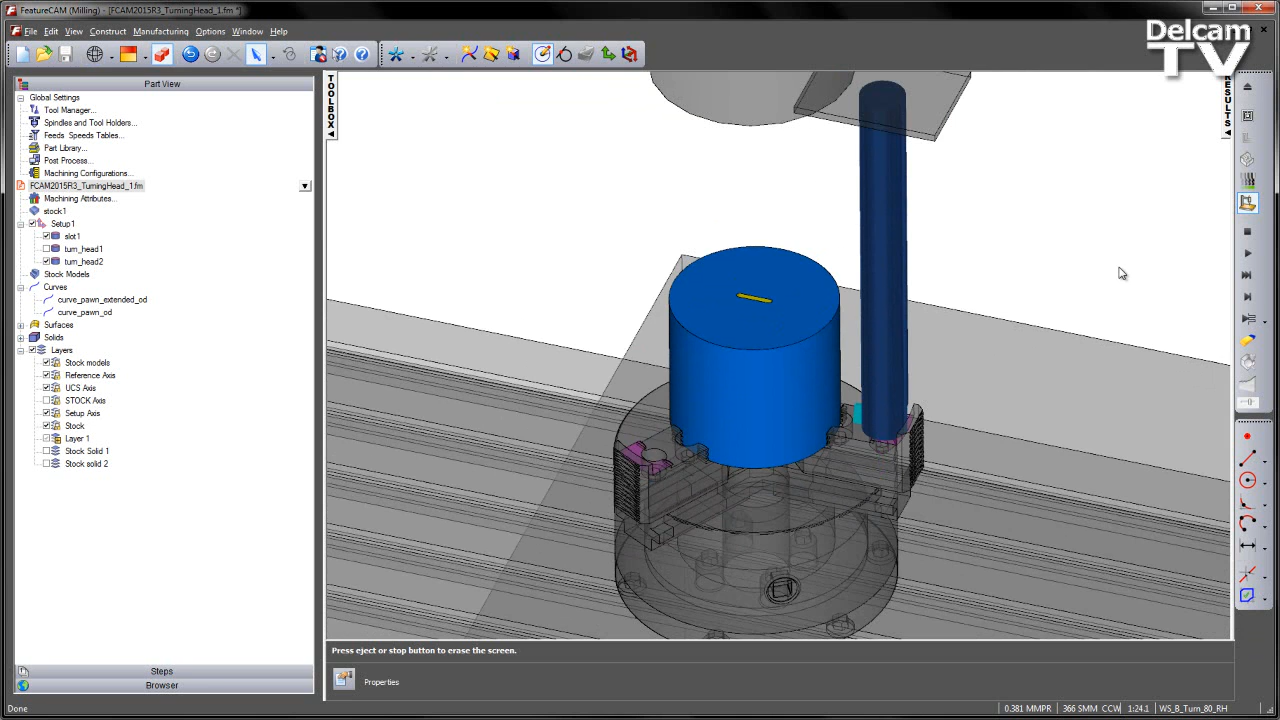 FeatureCAM (Milling) - [FCAM2015R3_TurningHead_1.fm *]
File Edit View Construct Manufacturing Options Window Help
Delcam
TV
Part View
Global Settings
Tool Manager...
Spindles and Tool Holders...
Feeds Speeds Tables...
Part Library...
Post Process...
Machining Configurations...
FCAM2015R3_TurningHead_1.fm
Machining Attributes...
stock1
Setup1
slot1
turn_head1
turn_head2
Stock Models
Curves
curve_pawn_extended_od
curve_pawn_od
Surfaces
Solids
Layers
Stock models
Reference Axis
UCS Axis
STOCK Axis
Setup Axis
Stock
Layer 1
Stock Solid 1
Stock solid 2
Steps
Browser
TOOLBOX
RESULTS
Press eject or stop button to erase the screen.
Properties
Done
0.381 MMPR 366 SMM CCW 1:24.1 WS_B_Turn_80_RH